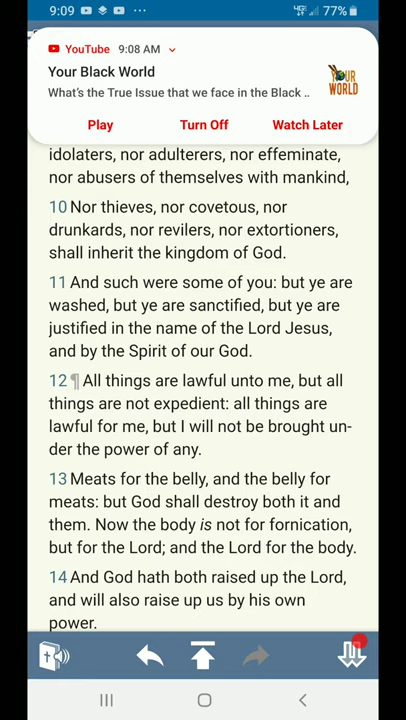 9:09
77%
YouTube 9:08 AM
Your Black World
What's the True Issue that we face in the Black ..
YOUR
WORLD
Play Turn Off Watch Later
idolaters, nor adulterers, nor effeminate,
nor abusers of themselves with mankind,
10 Nor thieves, nor covetous, nor
drunkards, nor revilers, nor extortioners,
shall inherit the kingdom of God.
11 And such were some of you: but ye are
washed, but ye are sanctified, but ye are
justified in the name of the Lord Jesus,
and by the Spirit of our God.
12 ¶ All things are lawful unto me, but all
things are not expedient: all things are
lawful for me, but I will not be brought un-
der the power of any.
13 Meats for the belly, and the belly for
meats: but God shall destroy both it and
them. Now the body is not for fornication,
but for the Lord; and the Lord for the body.
14 And God hath both raised up the Lord,
and will also raise up us by his own
power.